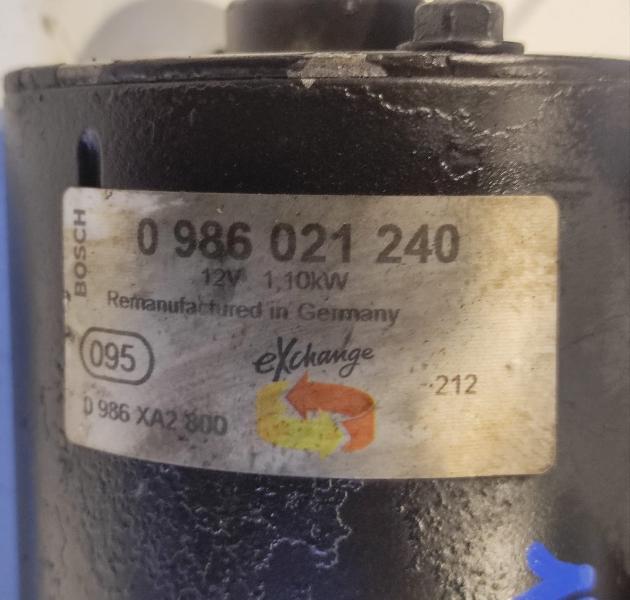 BOSCH
0 986 021 240
12V 1,10kW
Remanufactured in Germany
095
eXchange
212
0 986 XA2 800